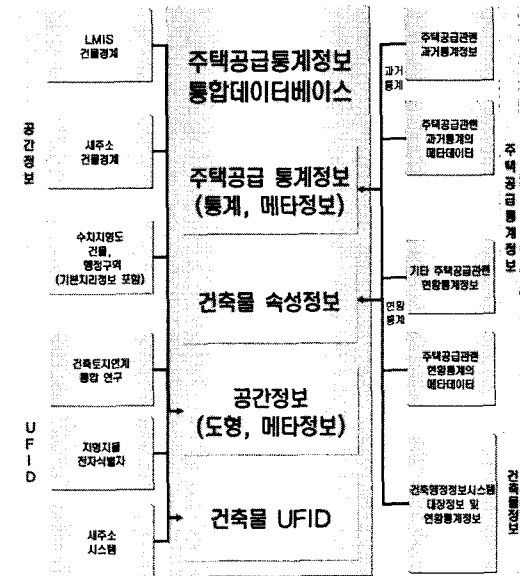 공간정보
LMIS
건물경계
새주소
건물경계
수치지형도
건물,
행정구역
(기본지리정보 포함)
UFID
건축토지연계
통합 연구
지형지물
전자식별자
새주소
시스템
주택공급통계정보
통합데이터베이스
주택공급 통계정보
(통계, 메타정보)
건축물 속성정보
공간정보
(도형, 메타정보)
건축물 UFID
과거
통계
현황
통계
주택공급관련
과거통계정보
주택공급관련
과거통계의
메타데이터
기타 주택공급관련
현황통계정보
주택공급관련
현황통계의
메타데이터
건축행정정보시스템
대장정보 및
현황통계정보
주택공급통계정보
건축물정보